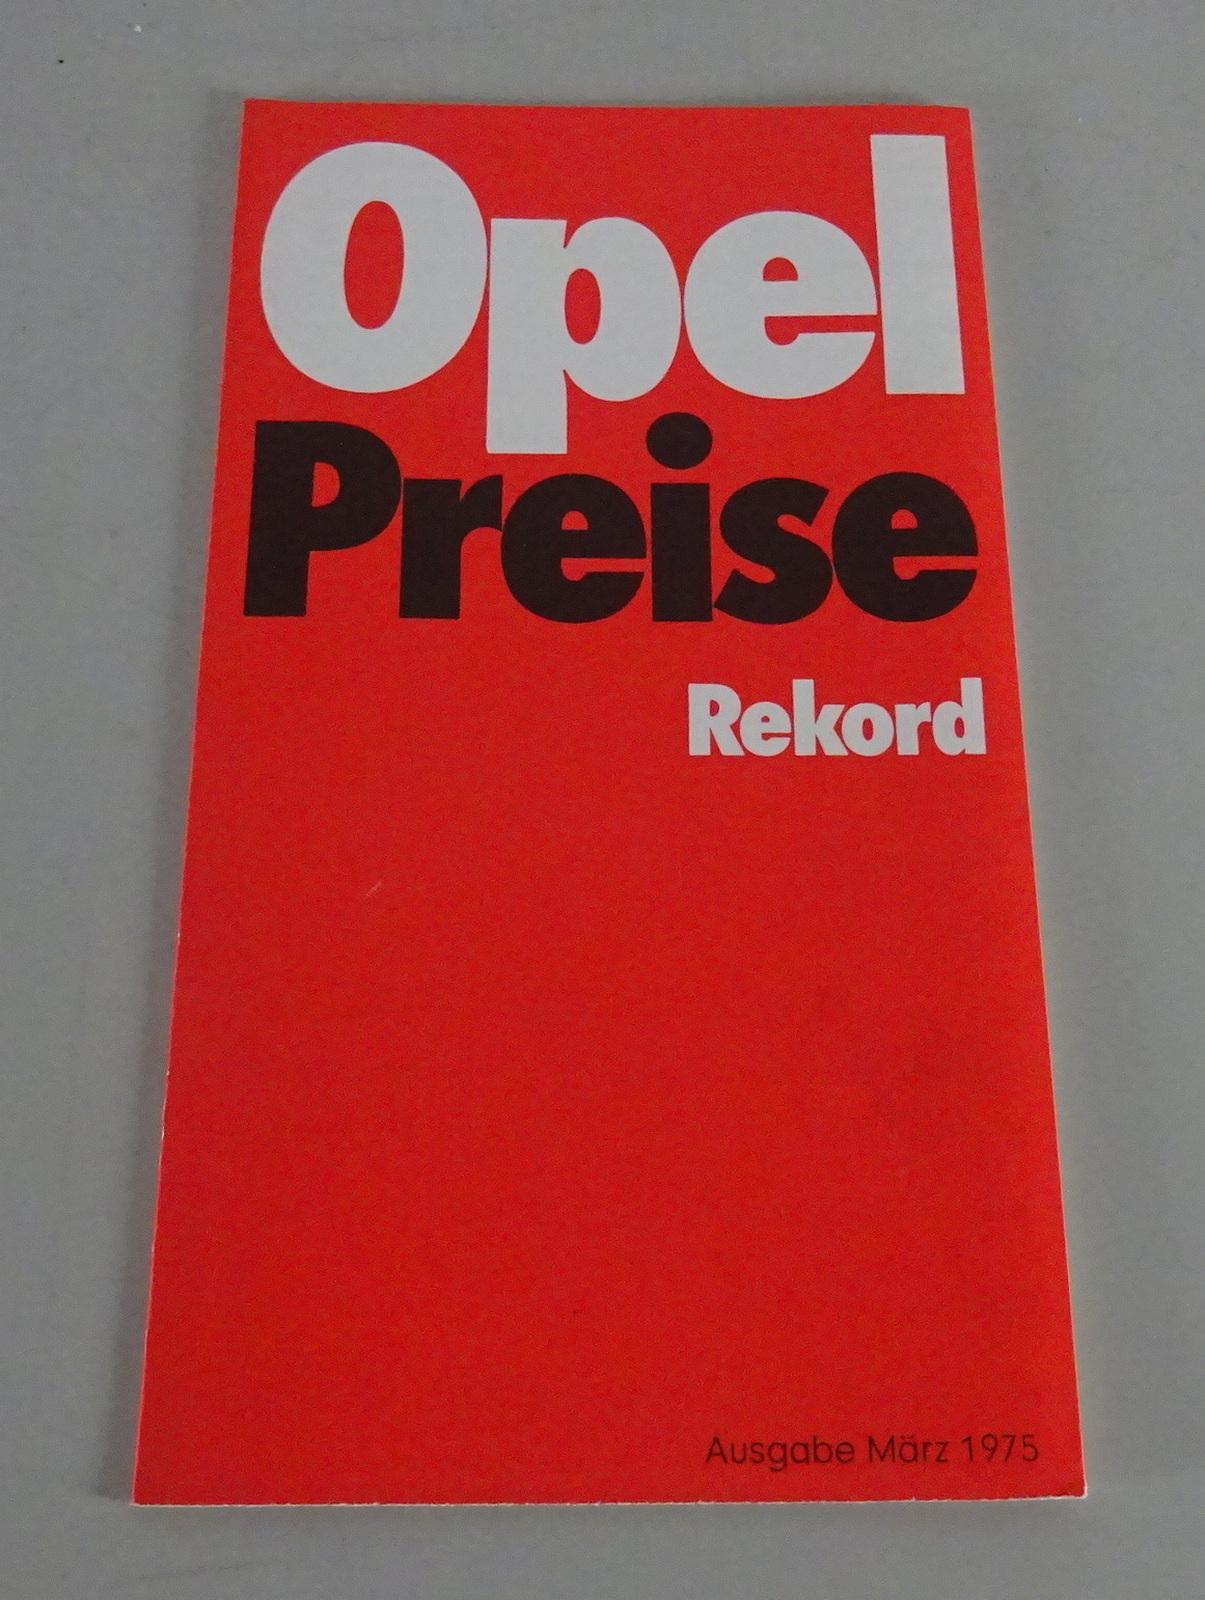 Opel
Preise
Rekord
Ausgabe März 1975